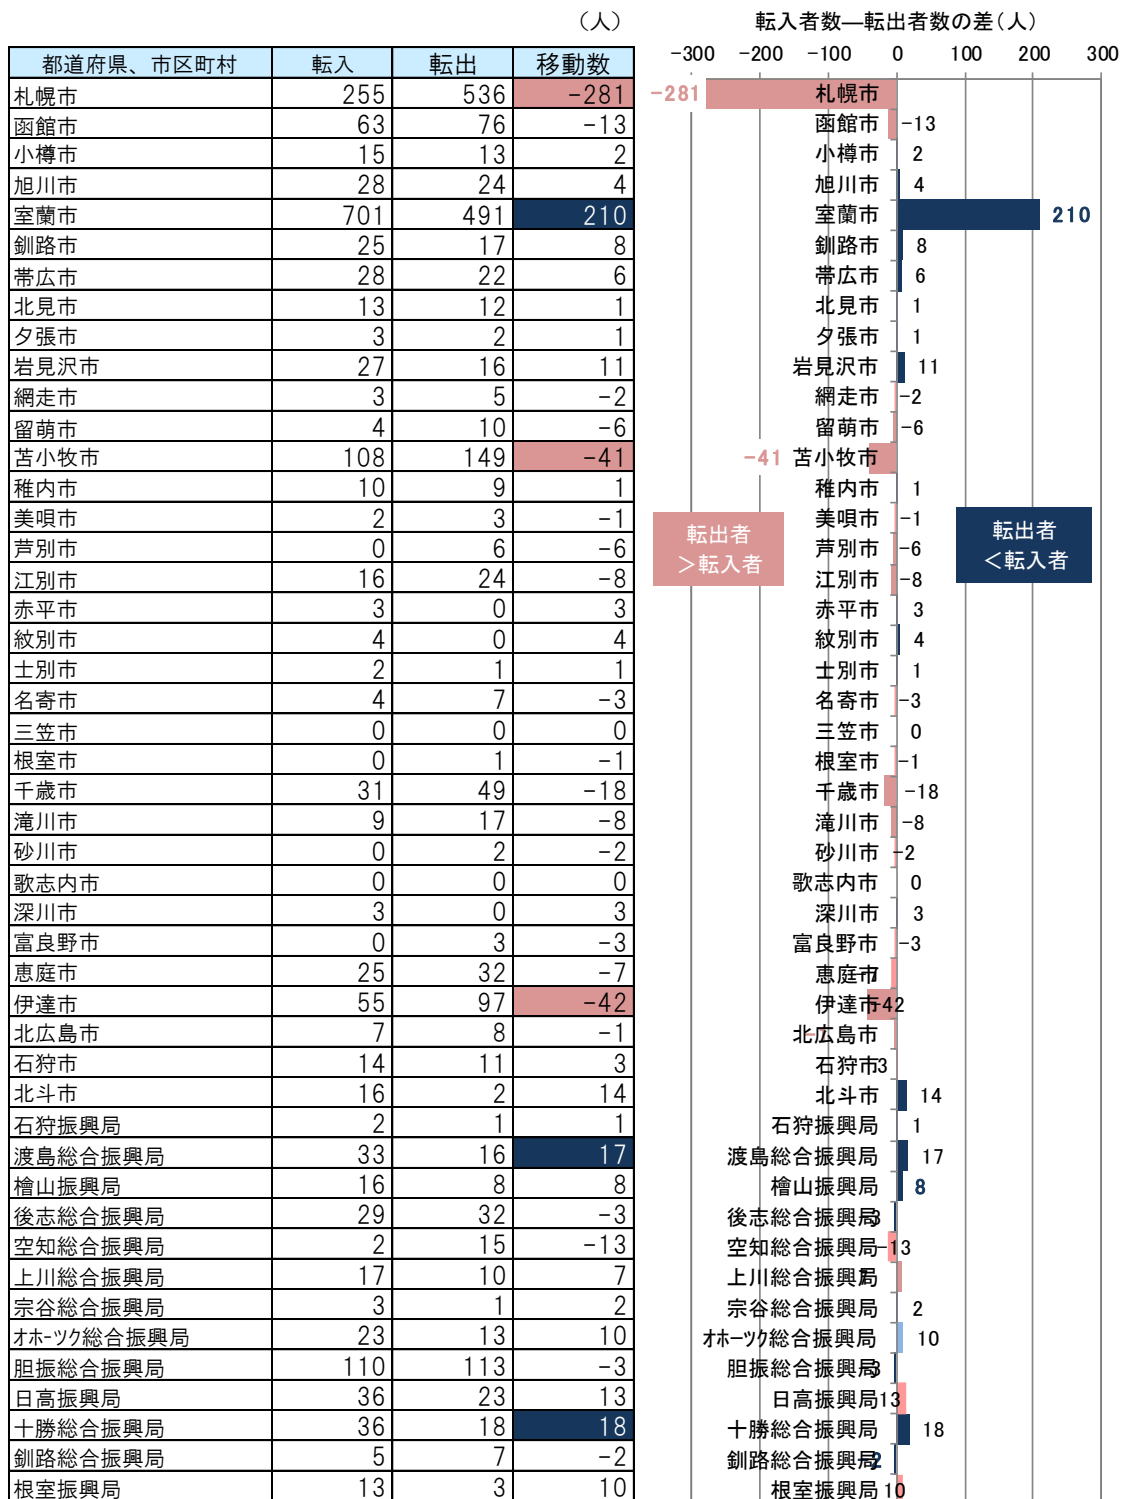 （人）
転入者数―転出者数の差（人）
-300 -200 -100 0 100 200 300
都道府県、市区町村 転入 転出 移動数
札幌市 255 536 -281 -281 札幌市
函館市 63 76 -13 函館市 -13
小樽市 15 13 2 小樽市 2
旭川市 28 24 4 旭川市 4
室蘭市 701 491 210 室蘭市 210
釧路市 25 17 8 釧路市 8
帯広市 28 22 6 帯広市 6
北見市 13 12 1 北見市 1
夕張市 3 2 1 夕張市 1
岩見沢市 27 16 11 岩見沢市 11
網走市 3 5 -2 網走市 -2
留萌市 4 10 -6 留萌市 -6
苫小牧市 108 149 -41 -41 苫小牧市
稚内市 10 9 1 稚内市 1
美唄市 2 3 -1 美唄市 -1
芦別市 0 6 -6 芦別市 -6
江別市 16 24 -8 江別市 -8
転出者
＞転入者
転出者
＜転入者
赤平市 3 0 3 赤平市 3
紋別市 4 0 4 紋別市 4
士別市 2 1 1 士別市 1
名寄市 4 7 -3 名寄市 -3
三笠市 0 0 0 三笠市 0
根室市 0 1 -1 根室市 -1
千歳市 31 49 -18 千歳市 -18
滝川市 9 17 -8 滝川市 -8
砂川市 0 2 -2 砂川市 -2
歌志内市 0 0 0 歌志内市 0
深川市 3 0 3 深川市 3
富良野市 0 3 -3 富良野市 -3
恵庭市 25 32 -7 恵庭市 -7
伊達市 55 97 -42 伊達市 -42
北広島市 7 8 -1 北広島市
石狩市 14 11 3 石狩市 3
北斗市 16 2 14 北斗市 14
石狩振興局 2 1 1 石狩振興局 1
渡島総合振興局 33 16 17 渡島総合振興局 17
檜山振興局 16 8 8 檜山振興局 8
後志総合振興局 29 32 -3 後志総合振興局 -3
空知総合振興局 2 15 -13 空知総合振興局 -13
上川総合振興局 17 10 7 上川総合振興局 7
宗谷総合振興局 3 1 2 宗谷総合振興局 2
オホーツク総合振興局 23 13 10 オホーツク総合振興局 10
胆振総合振興局 110 113 -3 胆振総合振興局 -3
日高振興局 36 23 13 日高振興局 13
十勝総合振興局 36 18 18 十勝総合振興局 18
釧路総合振興局 5 7 -2 釧路総合振興局 -2
根室振興局 13 3 10 根室振興局 10